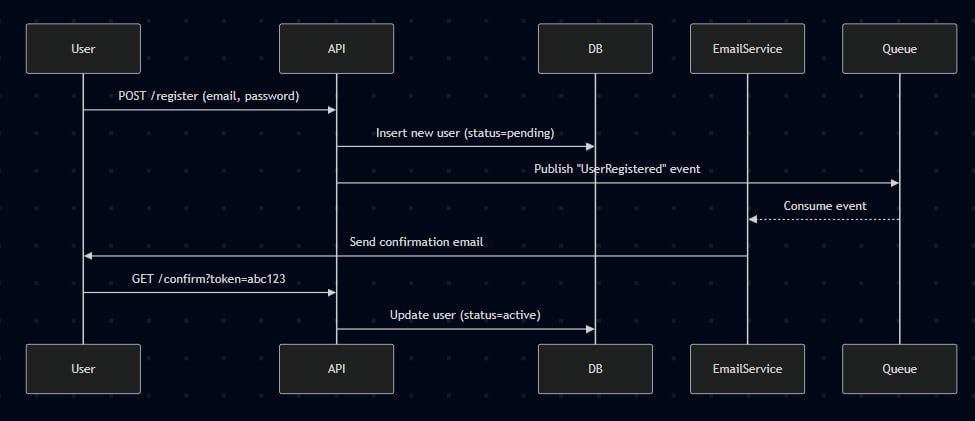 User
API
DB
EmailService
Queue
POST /register (email, password)
Insert new user (status=pending)
Publish "UserRegistered" event
Consume event
Send confirmation email
GET /confirm?token=abc123
Update user (status=active)
User
API
DB
EmailService
Queue